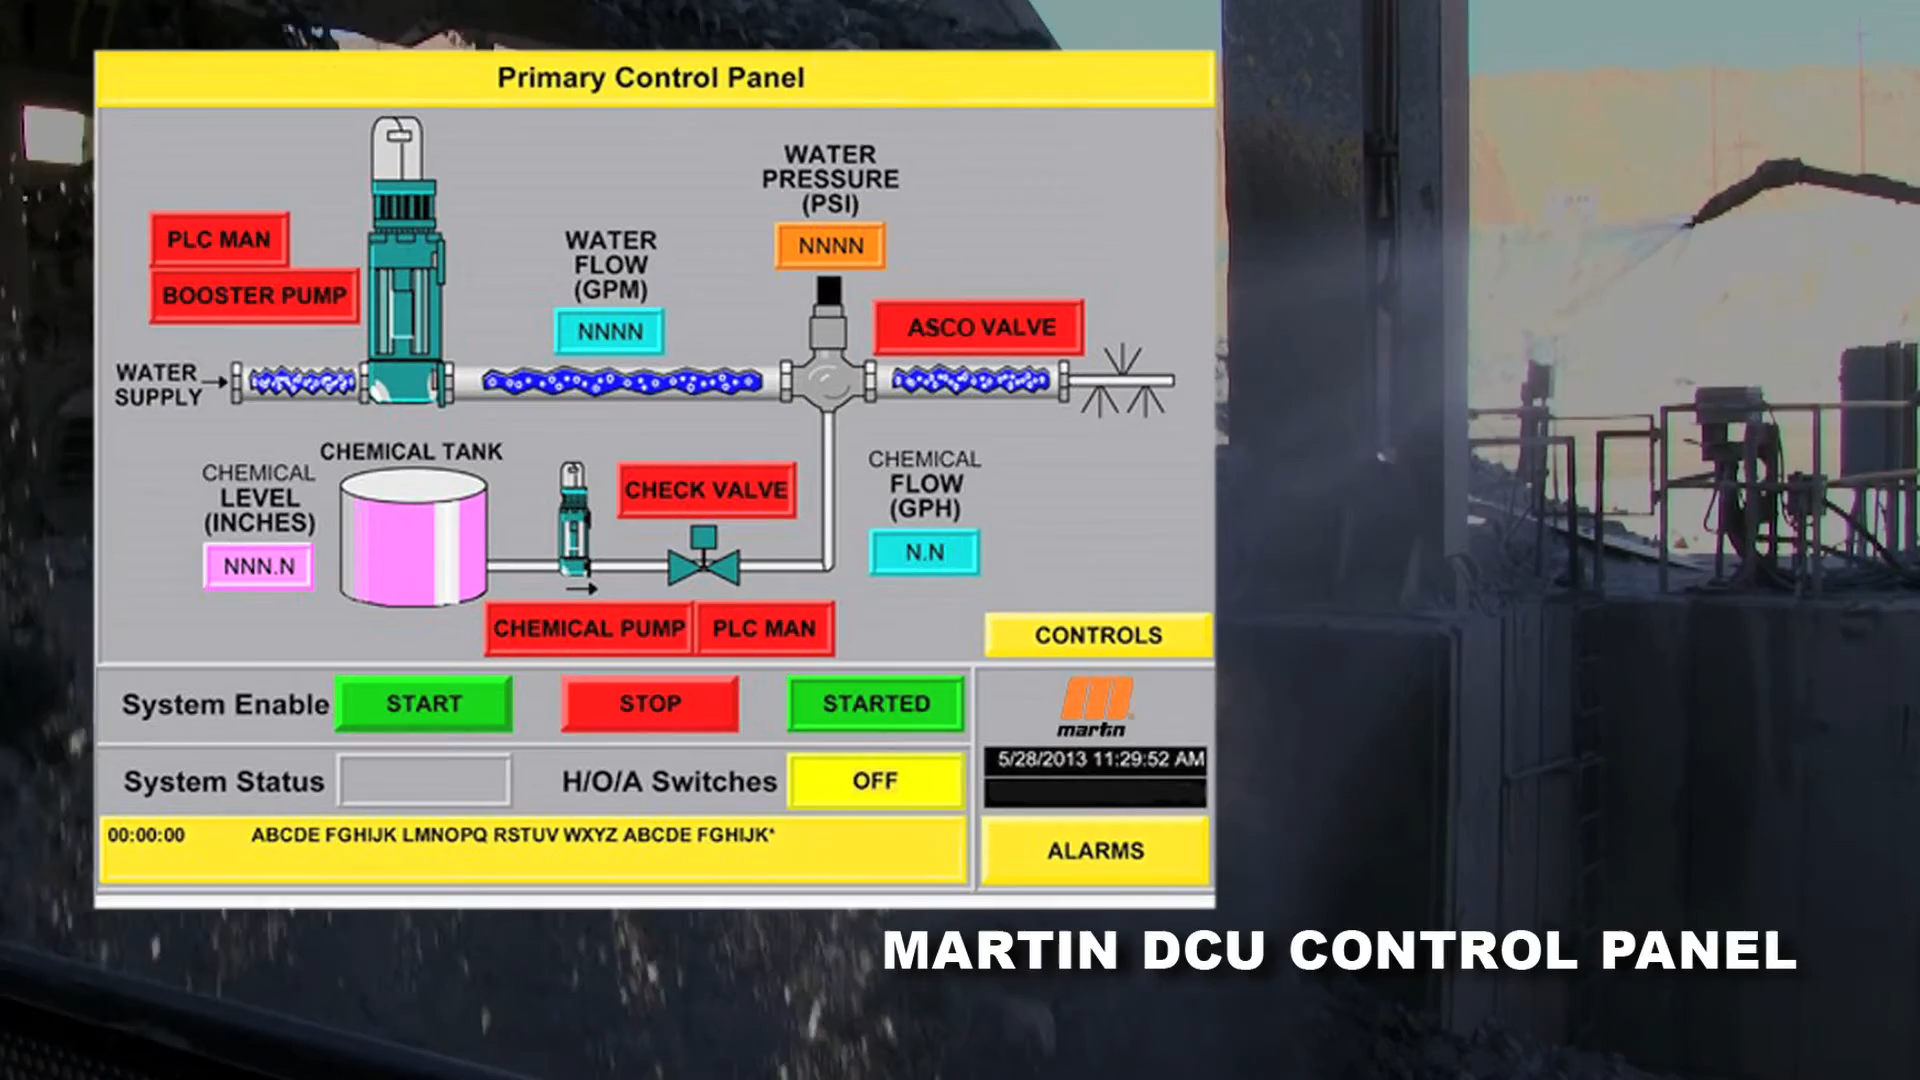 Primary Control Panel
WATER
PRESSURE
(PSI)
NNNN
PLC MAN
BOOSTER PUMP
WATER
FLOW
(GPM)
NNNN
ASCO VALVE
WATER
SUPPLY
CHEMICAL TANK
CHEMICAL
LEVEL
(INCHES)
NNN.N
CHECK VALVE
CHEMICAL
FLOW
(GPH)
N.N
CHEMICAL PUMP
PLC MAN
CONTROLS
System Enable
START
STOP
STARTED
martin
5/28/2013 11:29:52 AM
System Status
H/O/A Switches
OFF
00:00:00 ABCDE FGHIJK LMNOPQ RSTUV WXYZ ABCDE FGHIJK*
ALARMS
MARTIN DCU CONTROL PANEL